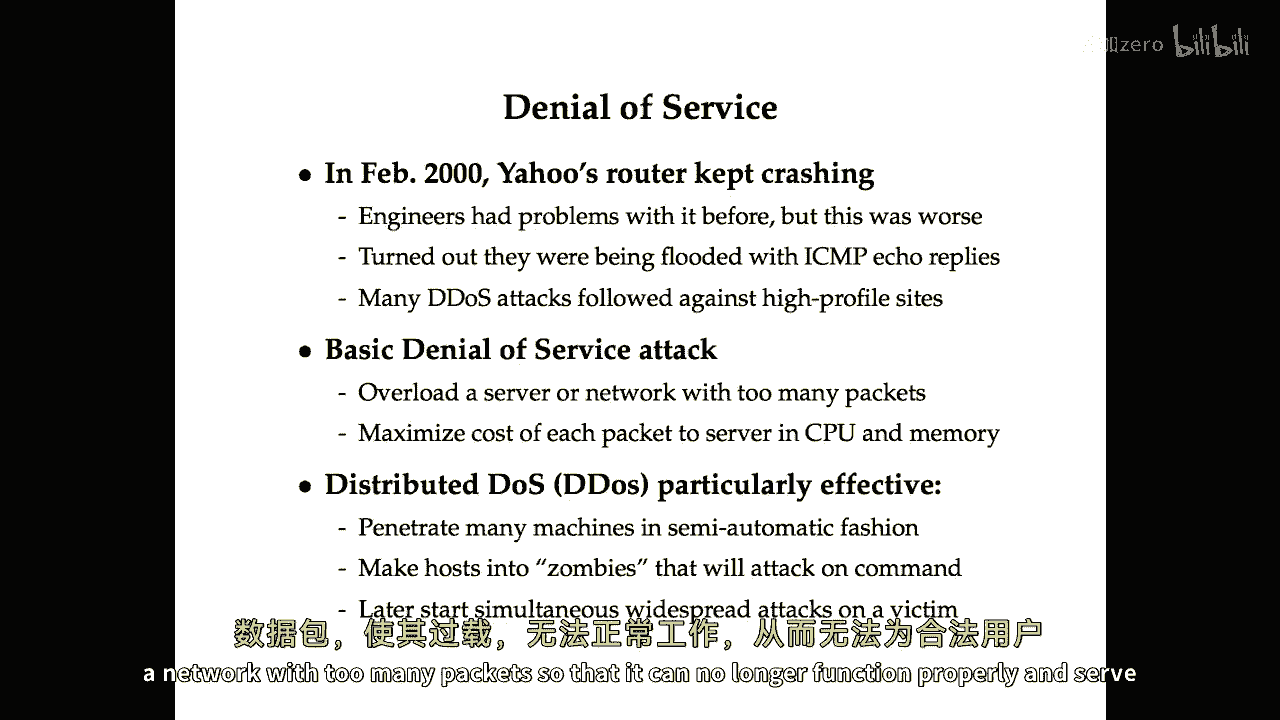 zero bilibili
Denial of Service
• In Feb. 2000, Yahoo's router kept crashing
- Engineers had problems with it before, but this was worse
- Turned out they were being flooded with ICMP echo replies
- Many DDoS attacks followed against high-profile sites
• Basic Denial of Service attack
- Overload a server or network with too many packets
- Maximize cost of each packet to server in CPU and memory
• Distributed DoS (DDos) particularly effective:
- Penetrate many machines in semi-automatic fashion
- Make hosts into “zombies” that will attack on command
- Later start simultaneous widespread attacks on a victim
数据包，使其过载，无法正常工作，从而无法为合法用户
a network with too many packets so that it can no longer function properly and serve